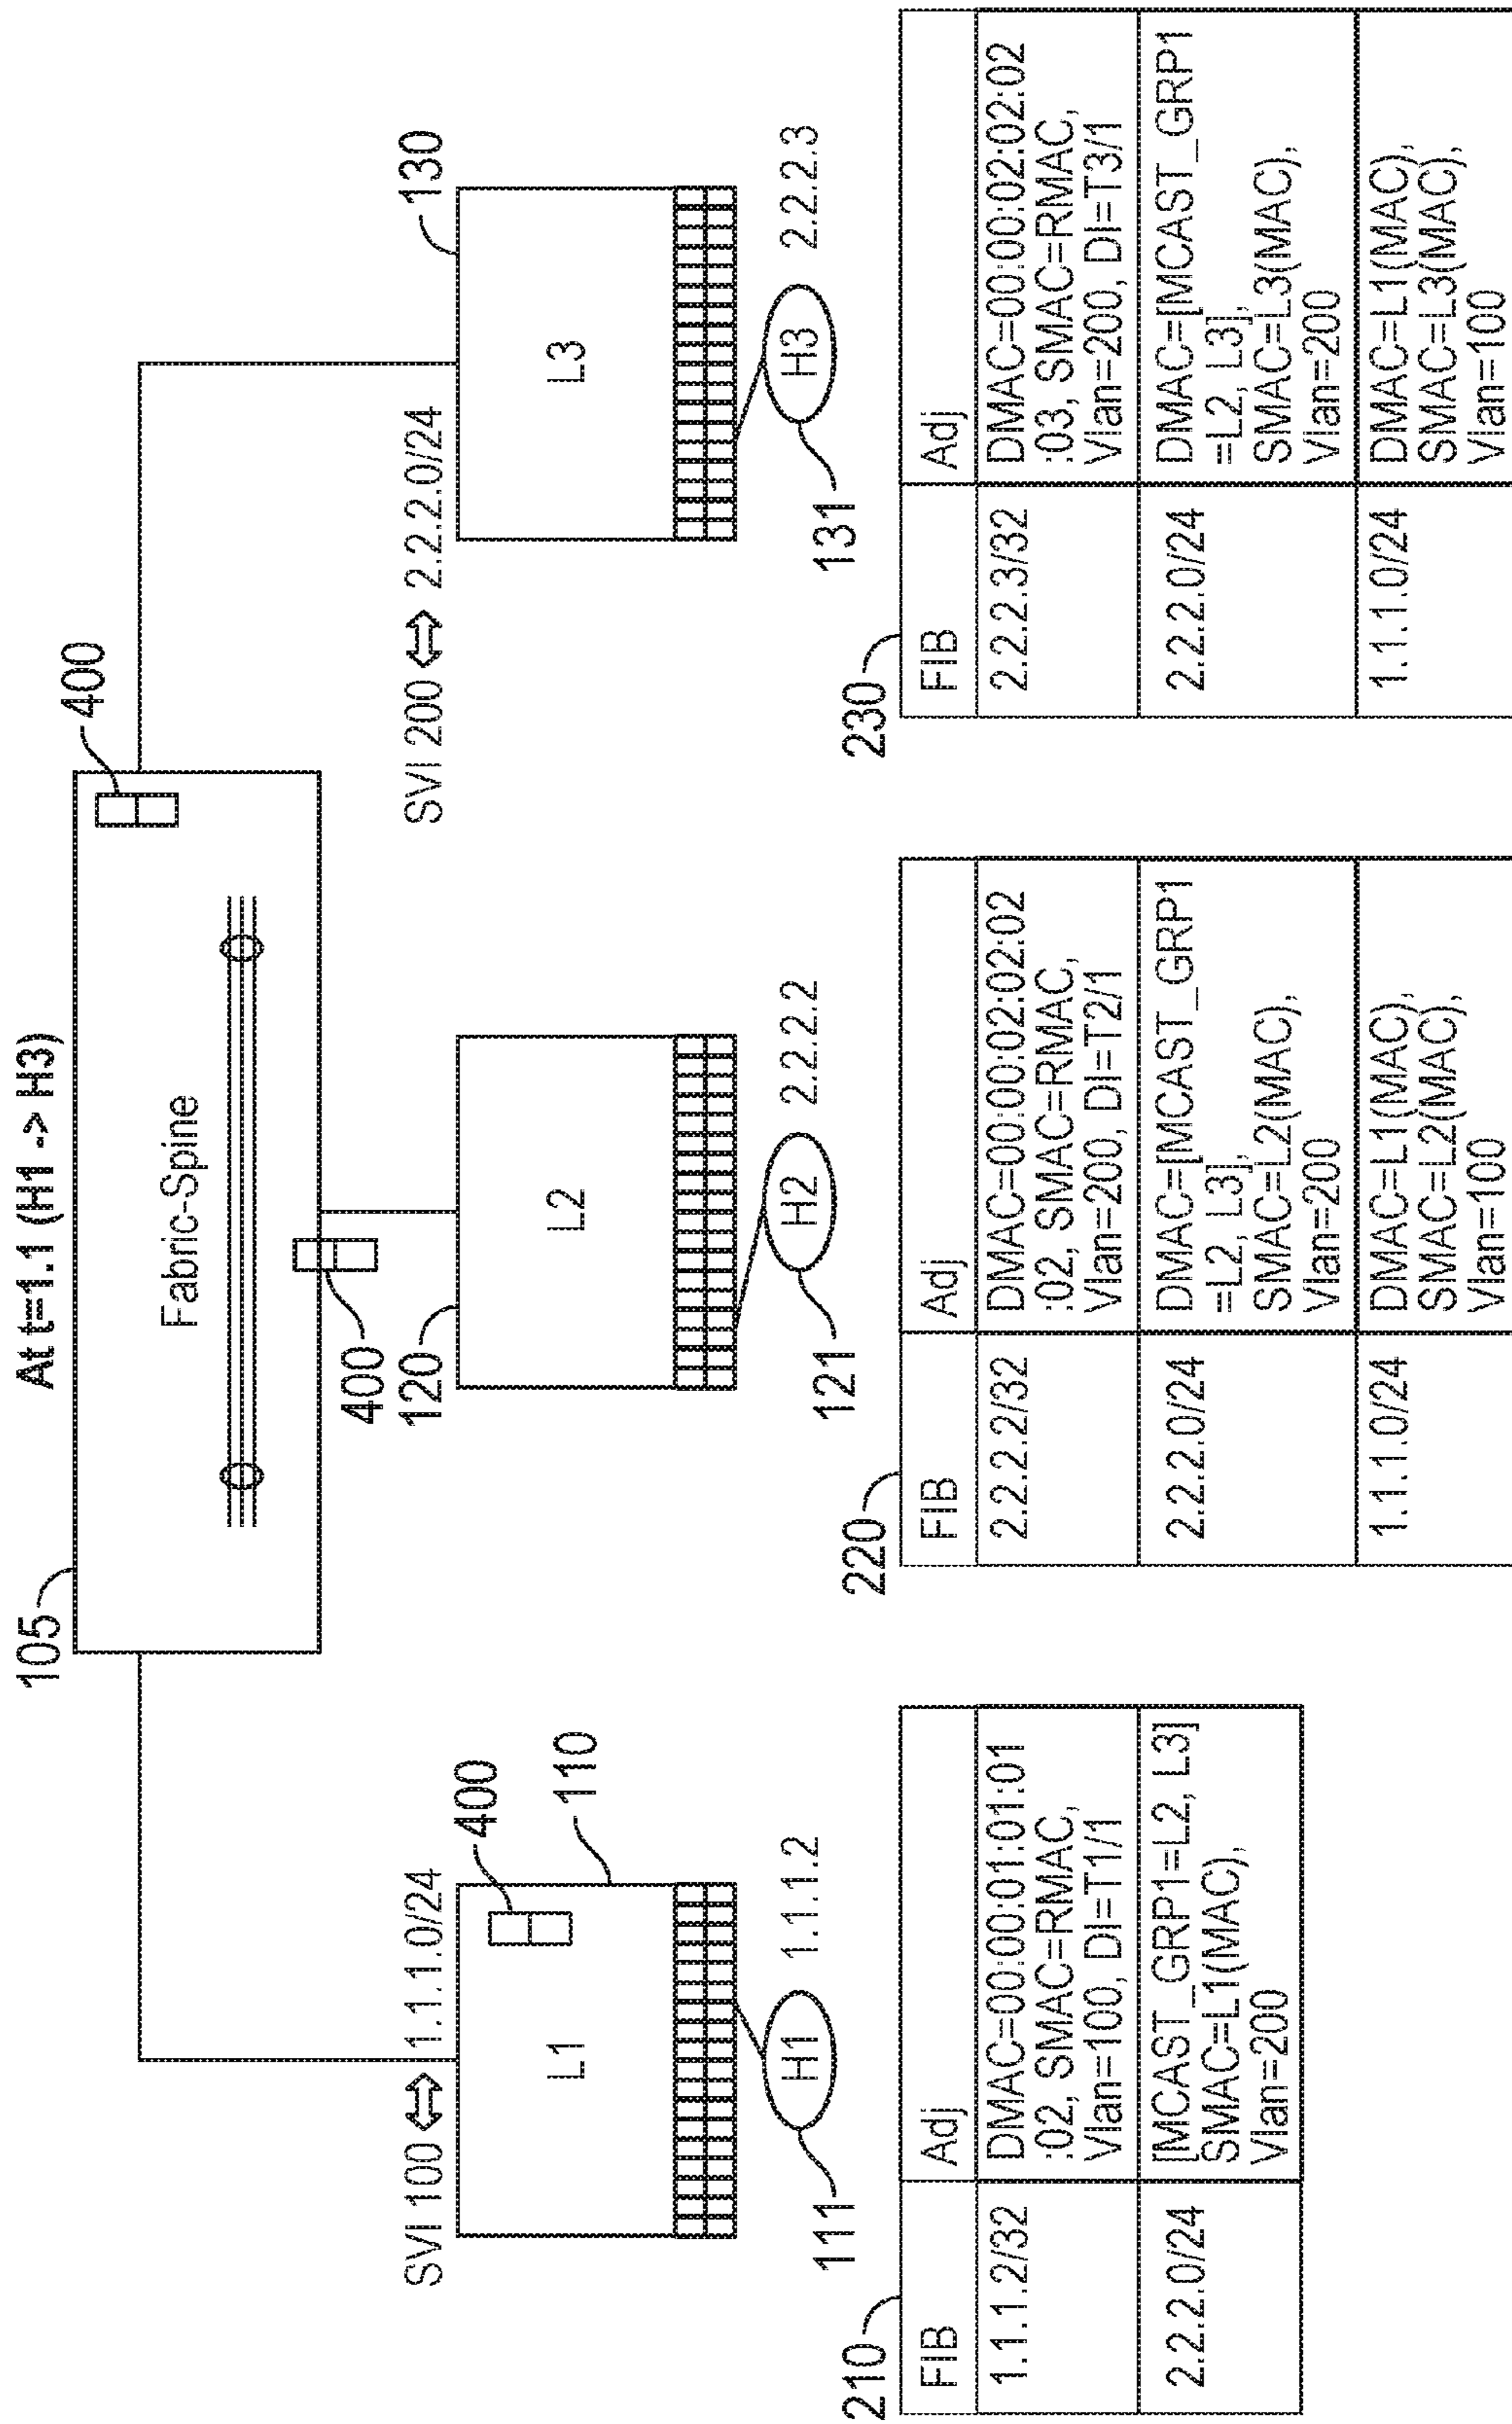 At t=1.1 (H1 -> H3)
105
Fabric-Spine
400
400
SVI 100 ⇔ 1.1.1.0/24
400
110
L1
H1
1.1.1.2
111
120
L2
H2
2.2.2.2
121
SVI 200 ⇔ 2.2.2.0/24
130
L3
H3
2.2.2.3
131
210
FIB
Adj
1.1.1.2/32
DMAC=00:00:01:01:01
:02, SMAC=RMAC,
Vlan=100, DI=T1/1
2.2.2.0/24
[MCAST_GRP1=L2, L3]
SMAC=L1(MAC),
Vlan=200
220
FIB
Adj
2.2.2.2/32
DMAC=00:00:02:02:02
:02, SMAC=RMAC,
Vlan=200, DI=T2/1
2.2.2.0/24
DMAC=[MCAST_GRP1
=L2, L3],
SMAC=L2(MAC),
Vlan=200
1.1.1.0/24
DMAC=L1(MAC),
SMAC=L2(MAC),
Vlan=100
230
FIB
Adj
2.2.2.3/32
DMAC=00:00:02:02:02
:03, SMAC=RMAC,
Vlan=200, DI=T3/1
2.2.2.0/24
DMAC=[MCAST_GRP1
=L2, L3],
SMAC=L3(MAC),
Vlan=200
1.1.1.0/24
DMAC=L1(MAC),
SMAC=L3(MAC),
Vlan=100